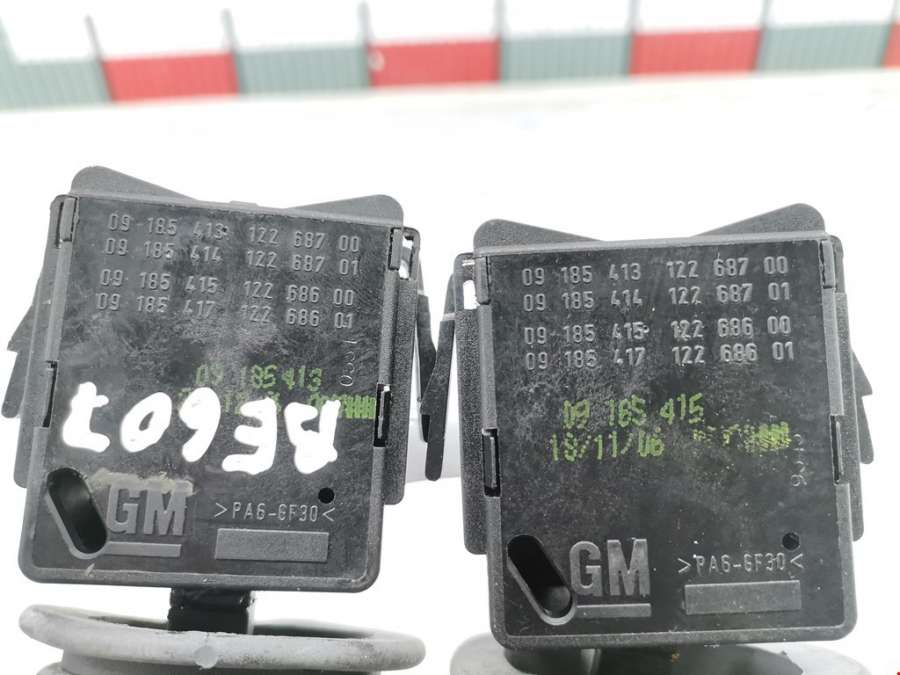 09 185 413 122 687 00
09 185 414 122 687 01
09 185 415 122 686 00
09 185 417 122 686 01
09 185 413
BE607
GM
>PA6-GF30<
09 185 413 122 687 00
09 185 414 122 687 01
09 185 415 122 686 00
09 185 417 122 686 01
09 185 415
18/11/06
GM
>PA6-GF30<